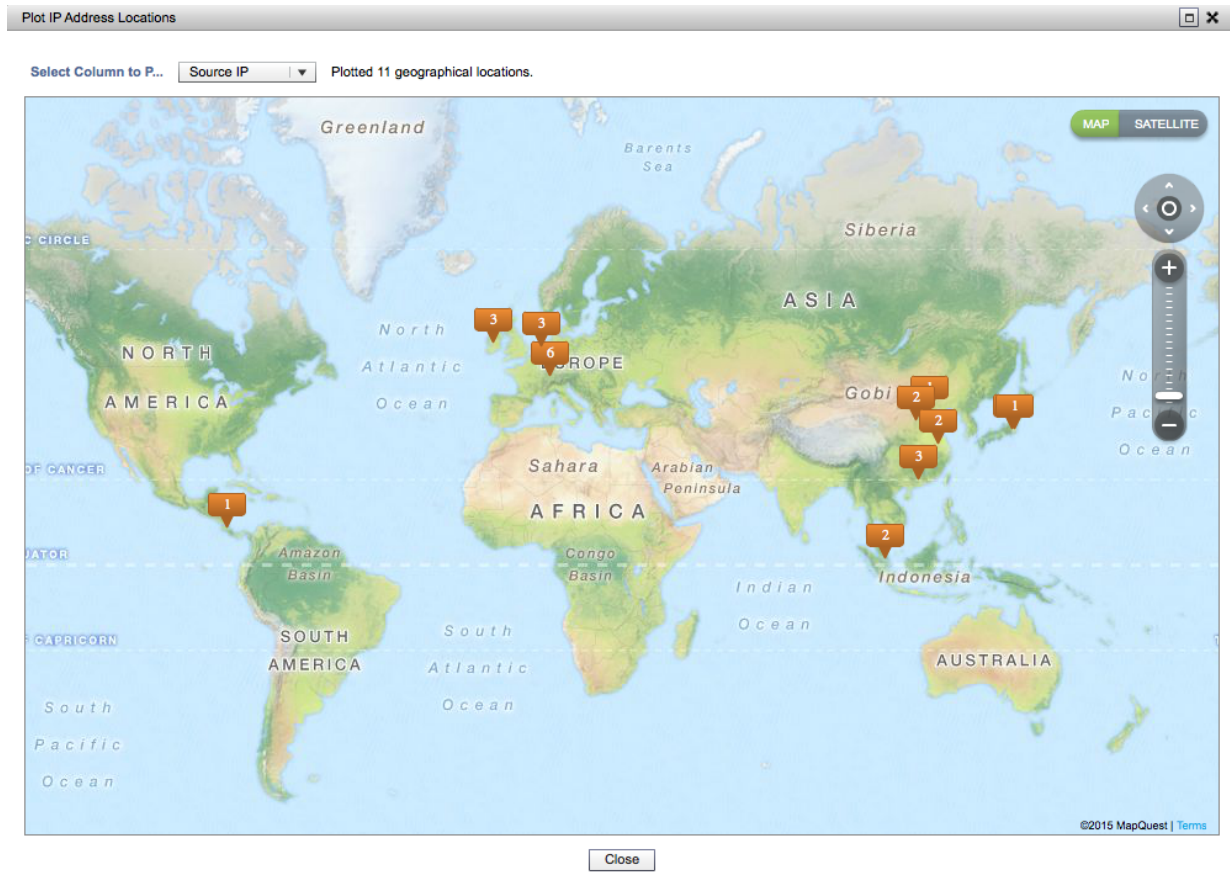 Plot IP Address Locations
Select Column to P... Source IP Plotted 11 geographical locations.
MAP SATELLITE
Greenland
Barents
Sea
Siberia
C CIRCLE
ASIA
3
3
North
6
NORTH
Atlantic
EUROPE
AMERICA
Ocean
Gobi
1
2
1
2
North
Pacific
Ocean
3
OF CANCER
Sahara
Arabian
Peninsula
AFRICA
1
2
UATOR
Amazon
Basin
Congo
Basin
Indonesia
Indian
Ocean
CAPRICORN
SOUTH
AMERICA
South
Atlantic
Ocean
AUSTRALIA
South
Pacific
Ocean
©2015 MapQuest | Terms
Close